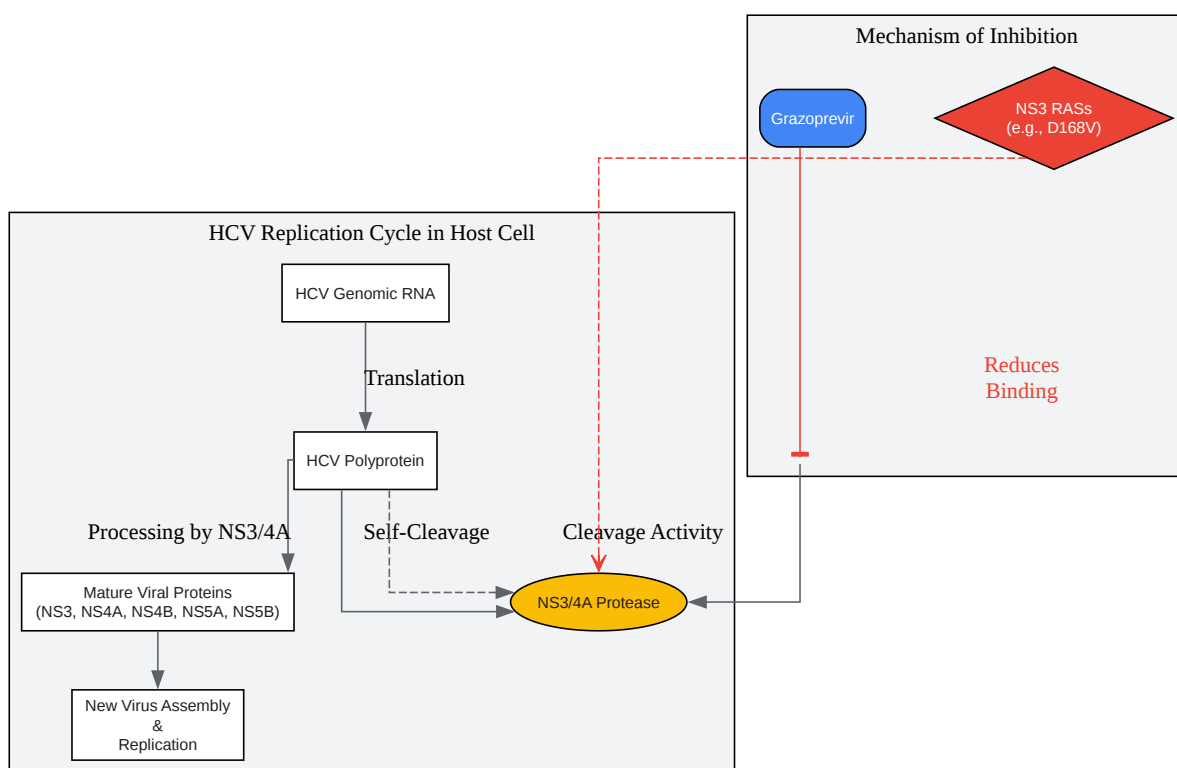 Mechanism of Inhibition
Grazoprevir
NS3 RASs
(e.g., D168V)
HCV Replication Cycle in Host Cell
HCV Genomic RNA
Translation
Reduces
Binding
HCV Polyprotein
Processing by NS3/4A
Self-Cleavage
Cleavage Activity
Mature Viral Proteins
(NS3, NS4A, NS4B, NS5A, NS5B)
NS3/4A Protease
New Virus Assembly
&
Replication